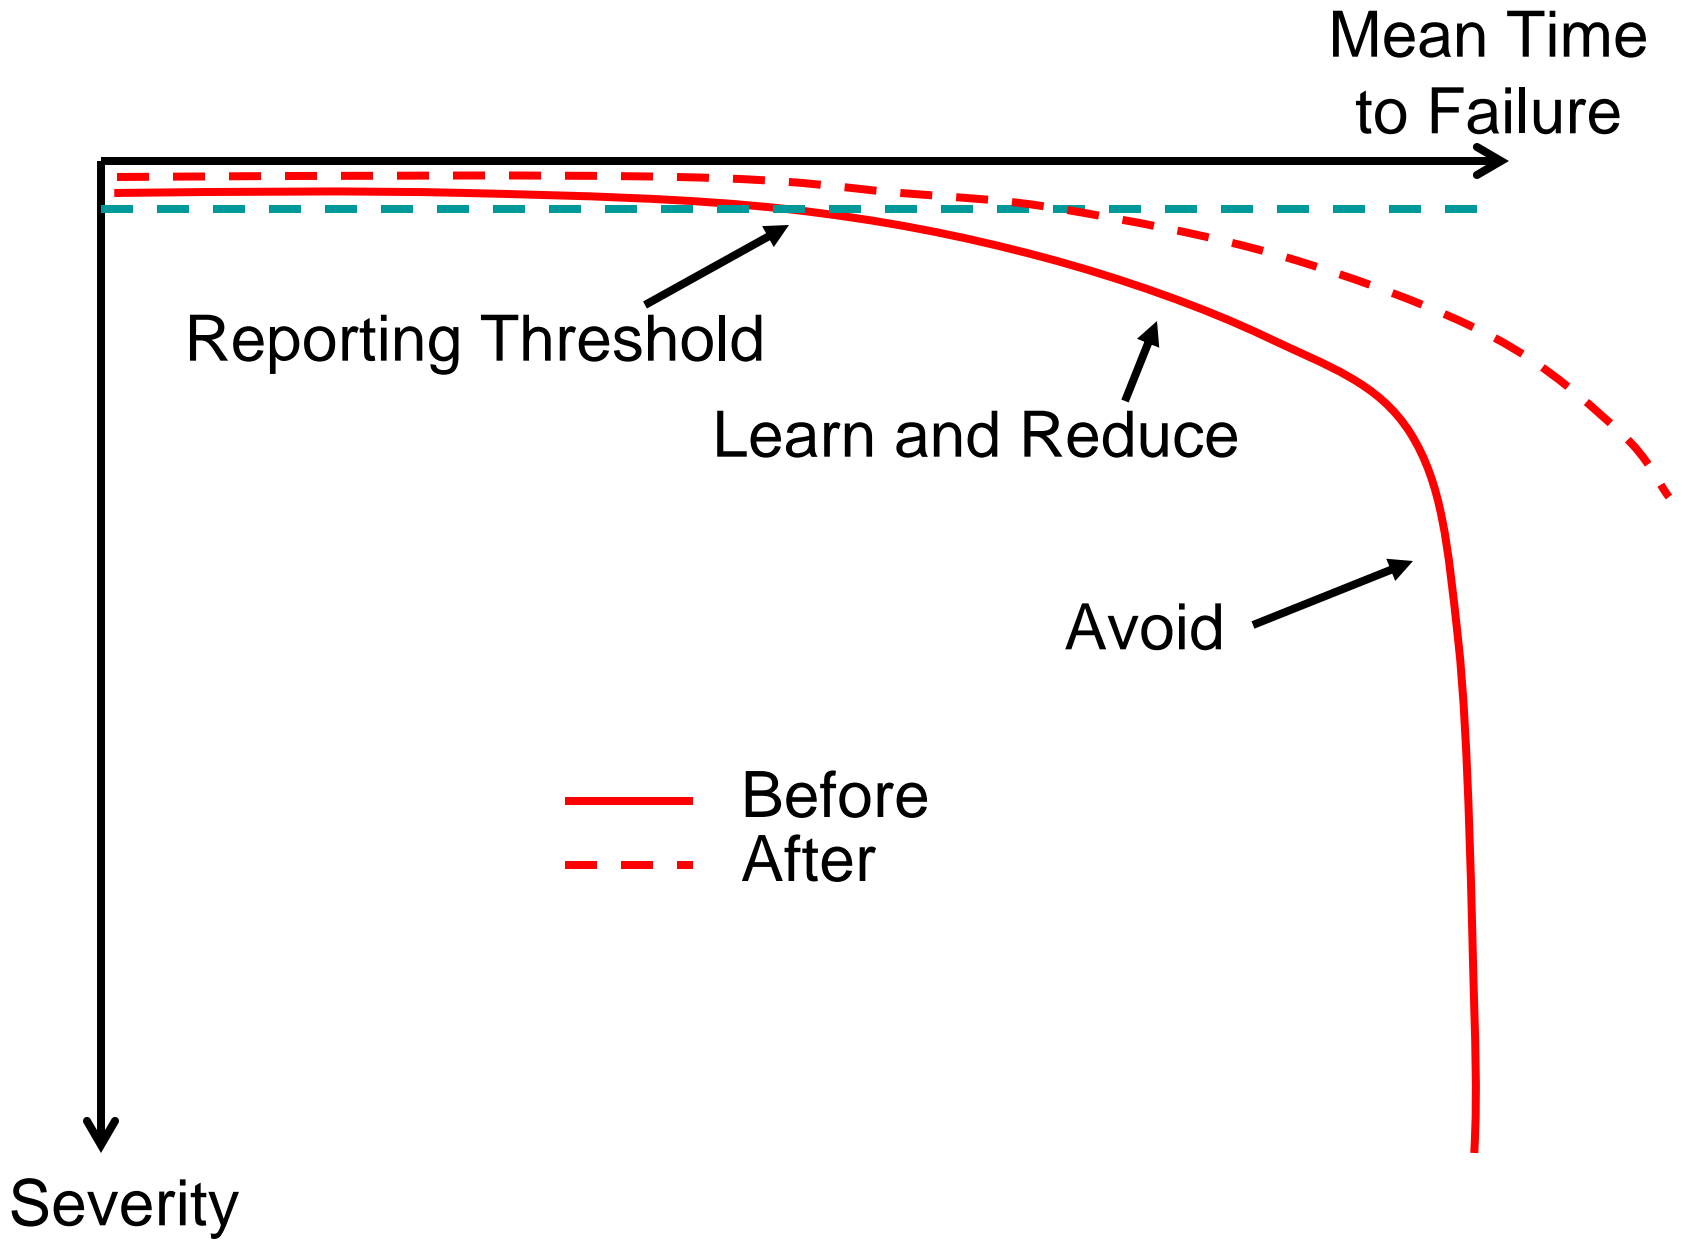 Mean Time
to Failure
Reporting Threshold
Learn and Reduce
Avoid
Before
After
Severity